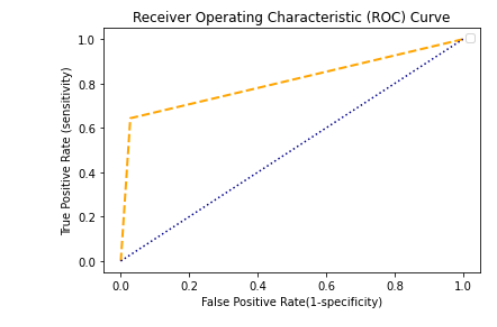 Receiver Operating Characteristic (ROC) Curve
True Positive Rate (sensitivity)
1.0
0.8
0.6
0.4
0.2
0.0
0.0 0.2 0.4 0.6 0.8 1.0
False Positive Rate(1-specificity)